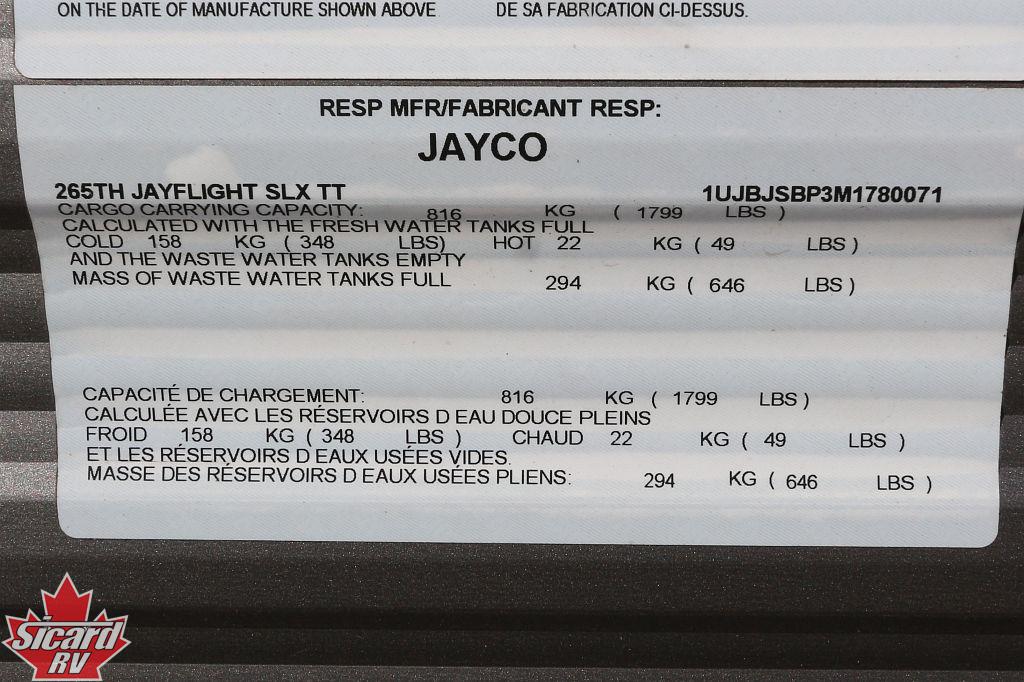 ON THE DATE OF MANUFACTURE SHOWN ABOVE DE SA FABRICATION CI-DESSUS.
RESP MFR/FABRICANT RESP:
JAYCO
265TH JAYFLIGHT SLX TT 1UJBJSBP3M1780071
CARGO CARRYING CAPACITY: 816 KG ( 1799 LBS )
CALCULATED WITH THE FRESH WATER TANKS FULL
COLD 158 KG ( 348 LBS) HOT 22 KG ( 49 LBS )
AND THE WASTE WATER TANKS EMPTY
MASS OF WASTE WATER TANKS FULL 294 KG ( 646 LBS )
CAPACITÉ DE CHARGEMENT: 816 KG ( 1799 LBS )
CALCULÉE AVEC LES RÉSERVOIRS D EAU DOUCE PLEINS
FROID 158 KG ( 348 LBS ) CHAUD 22 KG ( 49 LBS )
ET LES RÉSERVOIRS D EAUX USÉES VIDES.
MASSE DES RÉSERVOIRS D EAUX USÉES PLIENS: 294 KG ( 646 LBS )
Sicard
RV